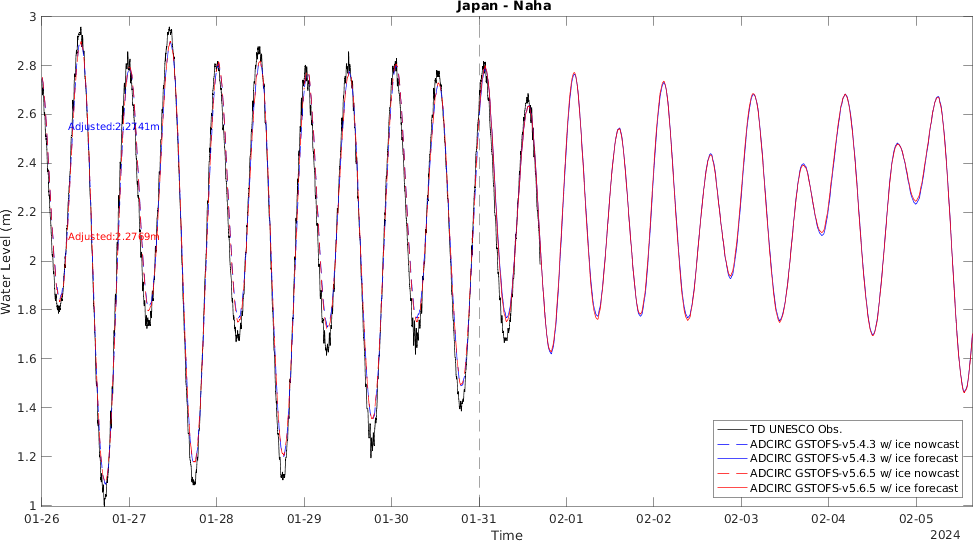 Japan - Naha
3
2.8
2.6
2.4
2.2
2
1.8
1.6
1.4
1.2
1
Water Level (m)
Adjusted:2.2741m
Adjusted:2.2769m
TD UNESCO Obs.
ADCIRC GSTOFS-v5.4.3 w/ ice nowcast
ADCIRC GSTOFS-v5.4.3 w/ ice forecast
ADCIRC GSTOFS-v5.6.5 w/ ice nowcast
ADCIRC GSTOFS-v5.6.5 w/ ice forecast
01-26 01-27 01-28 01-29 01-30 01-31 02-01 02-02 02-03 02-04 02-05
Time
2024